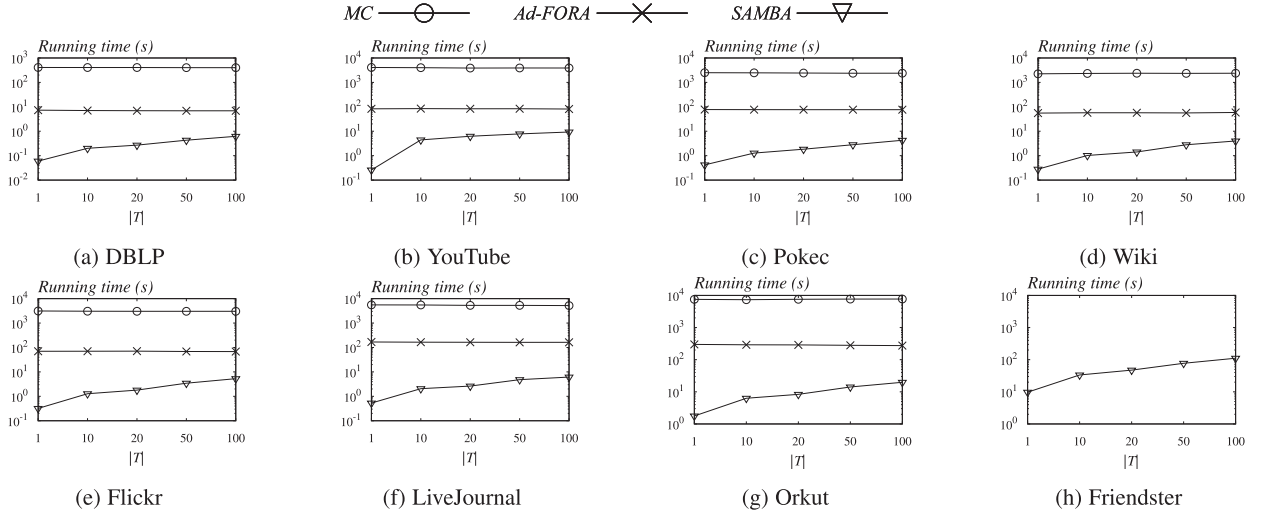 MC Ad-FORA SAMBA
Running time (s)
10^3
10^2
10^1
10^0
10^-1
10^-2
1 10 20 50 100
|T|
(a) DBLP
Running time (s)
10^4
10^3
10^2
10^1
10^0
10^-1
1 10 20 50 100
|T|
(b) YouTube
Running time (s)
10^4
10^3
10^2
10^1
10^0
10^-1
1 10 20 50 100
|T|
(c) Pokec
Running time (s)
10^4
10^3
10^2
10^1
10^0
10^-1
1 10 20 50 100
|T|
(d) Wiki
Running time (s)
10^4
10^3
10^2
10^1
10^0
10^-1
1 10 20 50 100
|T|
(e) Flickr
Running time (s)
10^4
10^3
10^2
10^1
10^0
10^-1
1 10 20 50 100
|T|
(f) LiveJournal
Running time (s)
10^4
10^3
10^2
10^1
10^0
1 10 20 50 100
|T|
(g) Orkut
Running time (s)
10^4
10^3
10^2
10^1
10^0
1 10 20 50 100
|T|
(h) Friendster